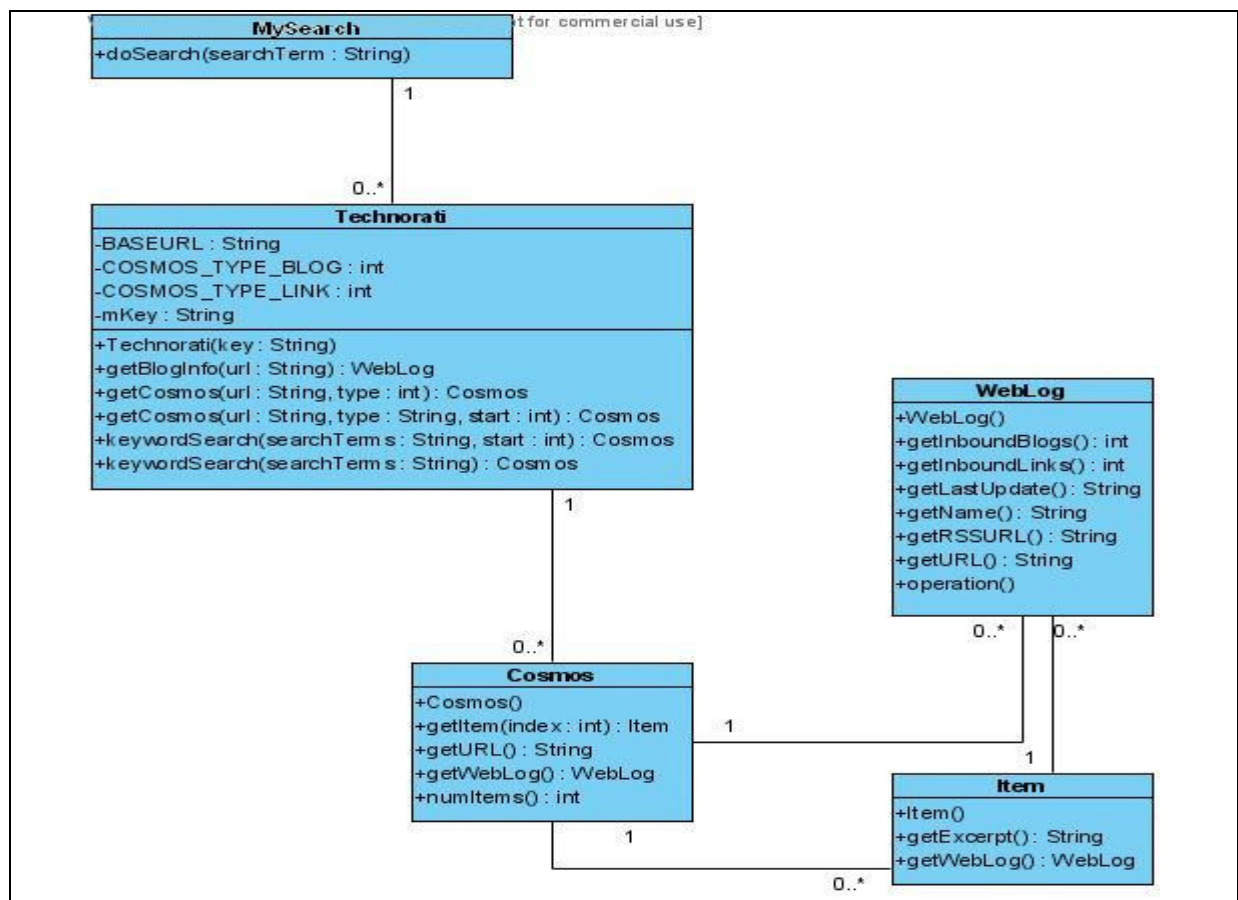 MySearch
t for commercial use]
+doSearch(searchTerm : String)
1
0..*
Technorati
-BASEURL : String
-COSMOS_TYPE_BLOG : int
-COSMOS_TYPE_LINK : int
-mKey : String
+Technorati(key : String)
+getBlogInfo(url : String) : WebLog
+getCosmos(url : String, type : int) : Cosmos
+getCosmos(url : String, type : String, start : int) : Cosmos
+keywordSearch(searchTerms : String, start : int) : Cosmos
+keywordSearch(searchTerms : String) : Cosmos
WebLog
+WebLog()
+getInboundBlogs() : int
+getInboundLinks() : int
+getLastUpdate() : String
+getName() : String
+getRSSURL() : String
+getURL() : String
+operation()
1
0..*
0..*
0..*
Cosmos
+Cosmos()
+getItem(index : int) : Item
+getURL() : String
+getWebLog() : WebLog
+numItems() : int
1
1
Item
+Item()
+getExcerpt() : String
+getWebLog() : WebLog
1
0..*